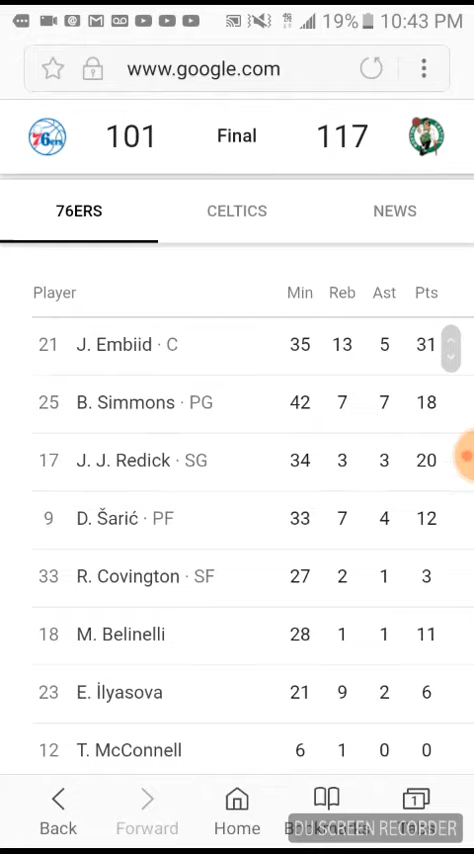 19% 10:43 PM
www.google.com
76ers 101 Final 117
76ERS CELTICS NEWS
Player Min Reb Ast Pts
21 J. Embiid · C 35 13 5 31
25 B. Simmons · PG 42 7 7 18
17 J. J. Redick · SG 34 3 3 20
9 D. Šarić · PF 33 7 4 12
33 R. Covington · SF 27 2 1 3
18 M. Belinelli 28 1 1 11
23 E. İlyasova 21 9 2 6
12 T. McConnell 6 1 0 0
1
Back Forward Home
DU SCREEN RECORDER